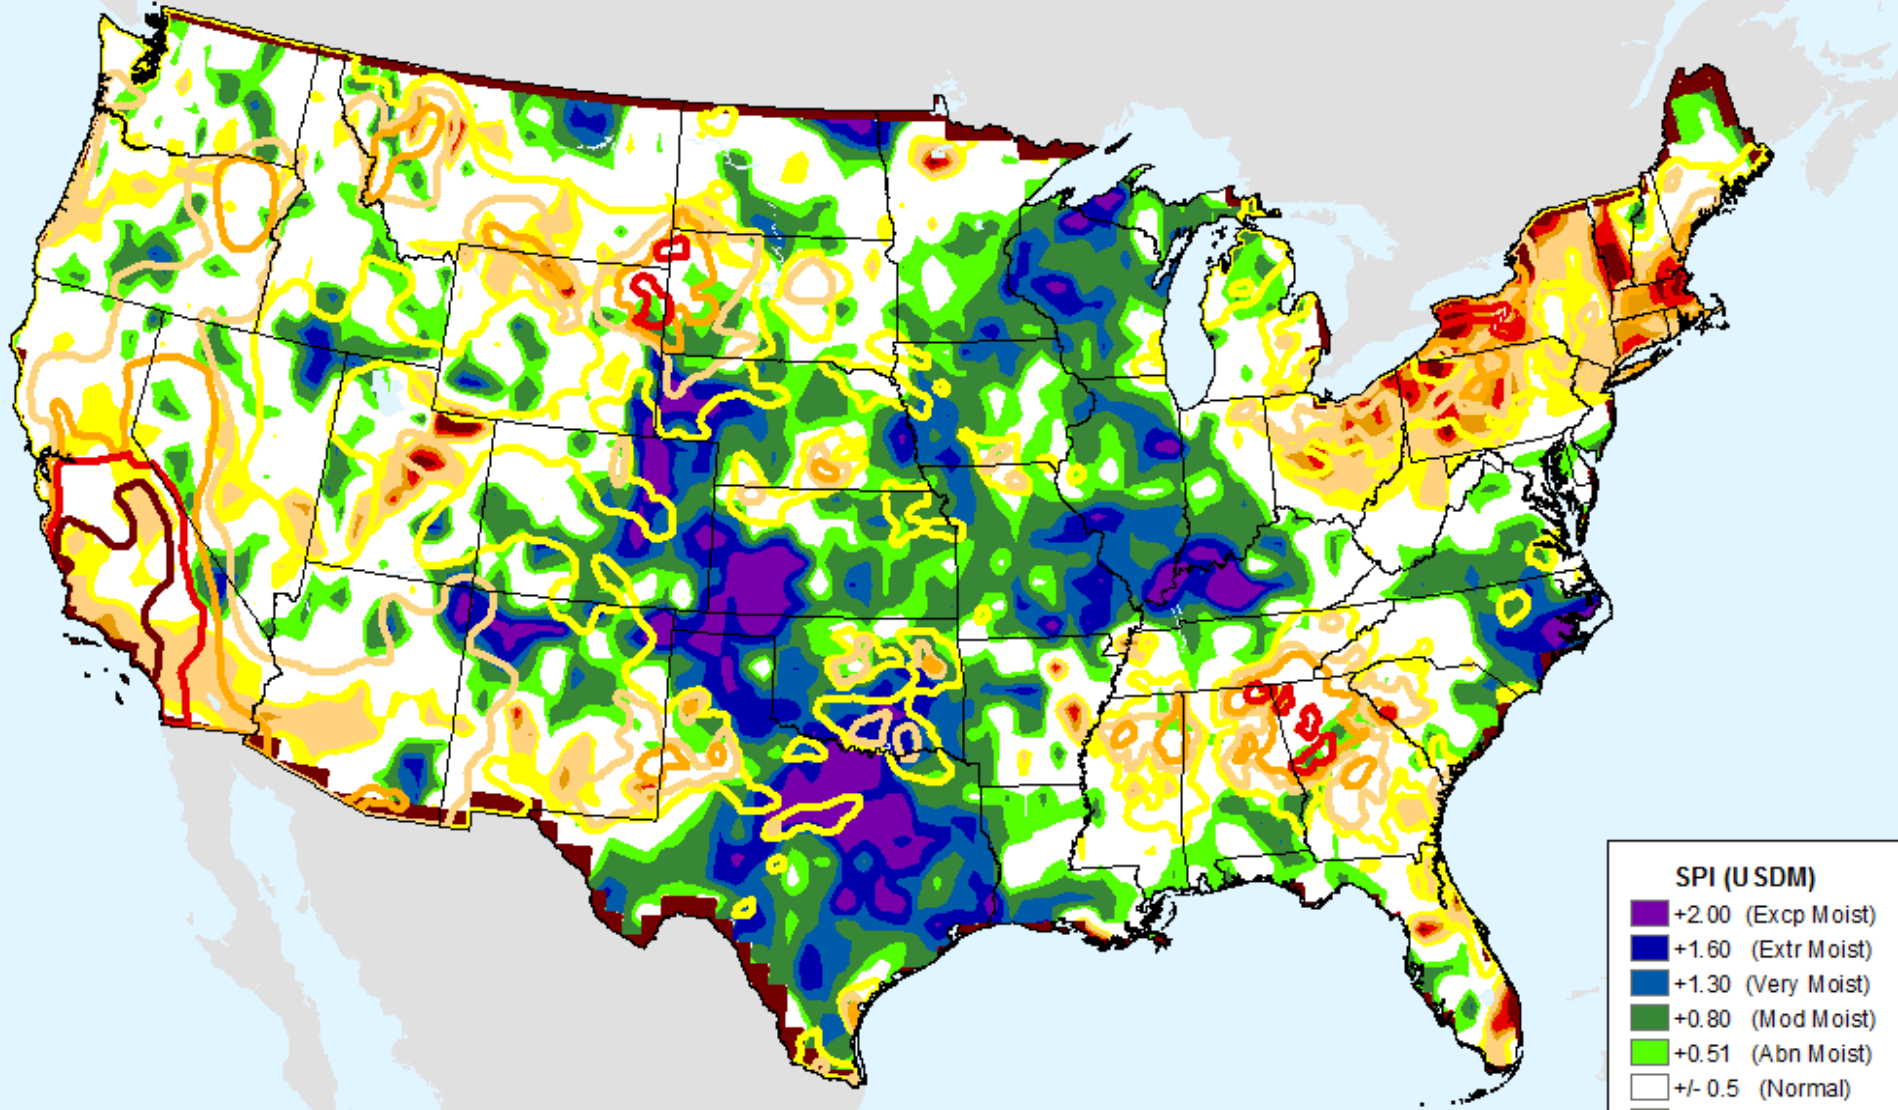 SPI (USDM)
+2.00 (Excp Moist)
+1.60 (Extr Moist)
+1.30 (Very Moist)
+0.80 (Mod Moist)
+0.51 (Abn Moist)
+/- 0.5 (Normal)